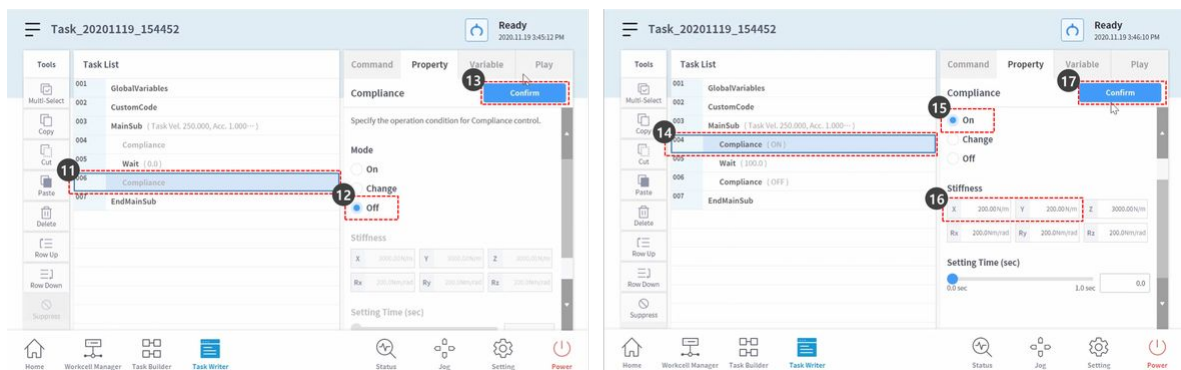 Task_20201119_154452
Ready
2020.11.19 3:45:12 PM
Tools
Task List
Command Property Variable Play
13
Multi-Select
001 GlobalVariables
Compliance
Confirm
Copy
002 CustomCode
Specify the operation condition for Compliance control.
003 MainSub ( Task Vel. 250.000, Acc. 1.000··· )
Cut
004 Compliance
Mode
005 Wait ( 0.0 )
On
11
Paste
006 Compliance
Change
12
Off
007 EndMainSub
Delete
Stiffness
Row Up
X Y Z
Row Down
Rx Ry Rz
Suppress
Setting Time (sec)
Home Workcell Manager Task Builder Task Writer Status Jog Setting Power
Task_20201119_154452
Ready
2020.11.19 3:46:10 PM
Tools
Task List
Command Property Variable Play
17
Multi-Select
001 GlobalVariables
Compliance
Confirm
15
Copy
002 CustomCode
On
003 MainSub ( Task Vel. 250.000, Acc. 1.000··· )
14
Cut
004 Compliance ( ON )
Change
005 Wait ( 100.0 )
Off
Paste
006 Compliance ( OFF )
Stiffness
16
007 EndMainSub
Delete
X 200.00N/m Y 200.00N/m Z 3000.00N/m
Row Up
Rx 200.0Nm/rad Ry 200.0Nm/rad Rz 200.0Nm/rad
Row Down
Setting Time (sec)
0.0
0.0 sec 1.0 sec
Suppress
Home Workcell Manager Task Builder Task Writer Status Jog Setting Power